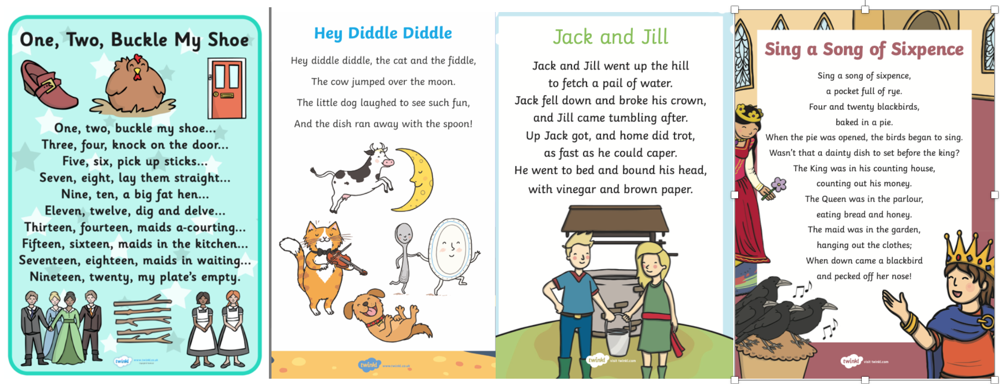 One, Two, Buckle My Shoe
One, two, buckle my shoe...
Three, four, knock on the door...
Five, six, pick up sticks...
Seven, eight, lay them straight...
Nine, ten, a big fat hen...
Eleven, twelve, dig and delve...
Thirteen, fourteen, maids a-courting...
Fifteen, sixteen, maids in the kitchen...
Seventeen, eighteen, maids in waiting...
Nineteen, twenty, my plate's empty.
twinkl www.twinkl.co.uk
Hey Diddle Diddle
Hey diddle diddle, the cat and the fiddle,
The cow jumped over the moon.
The little dog laughed to see such fun,
And the dish ran away with the spoon!
twinkl www.twinkl.co.uk
Jack and Jill
Jack and Jill went up the hill
to fetch a pail of water.
Jack fell down and broke his crown,
and Jill came tumbling after.
Up Jack got, and home did trot,
as fast as he could caper.
He went to bed and bound his head,
with vinegar and brown paper.
twinkl visit twinkl.com
Sing a Song of Sixpence
Sing a song of sixpence,
a pocket full of rye.
Four and twenty blackbirds,
baked in a pie.
When the pie was opened, the birds began to sing.
Wasn't that a dainty dish to set before the king?
The King was in his counting house,
counting out his money.
The Queen was in the parlour,
eating bread and honey.
The maid was in the garden,
hanging out the clothes;
When down came a blackbird
and pecked off her nose!
twinkl visit twinkl.com